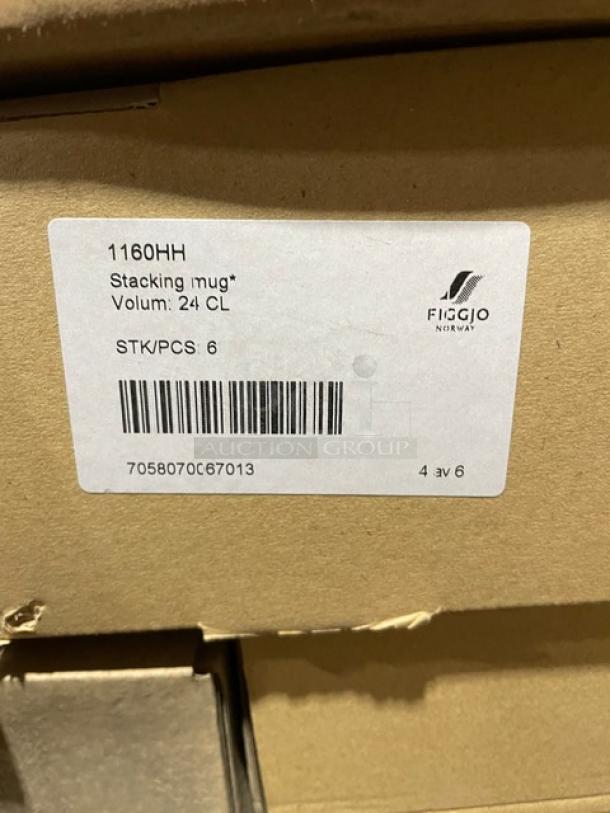 1160HH
Stacking mug*
Volum: 24 CL
FIGGJO
NORWAY
STK/PCS: 6
AUCTION GROUP
7058070067013
4 av 6